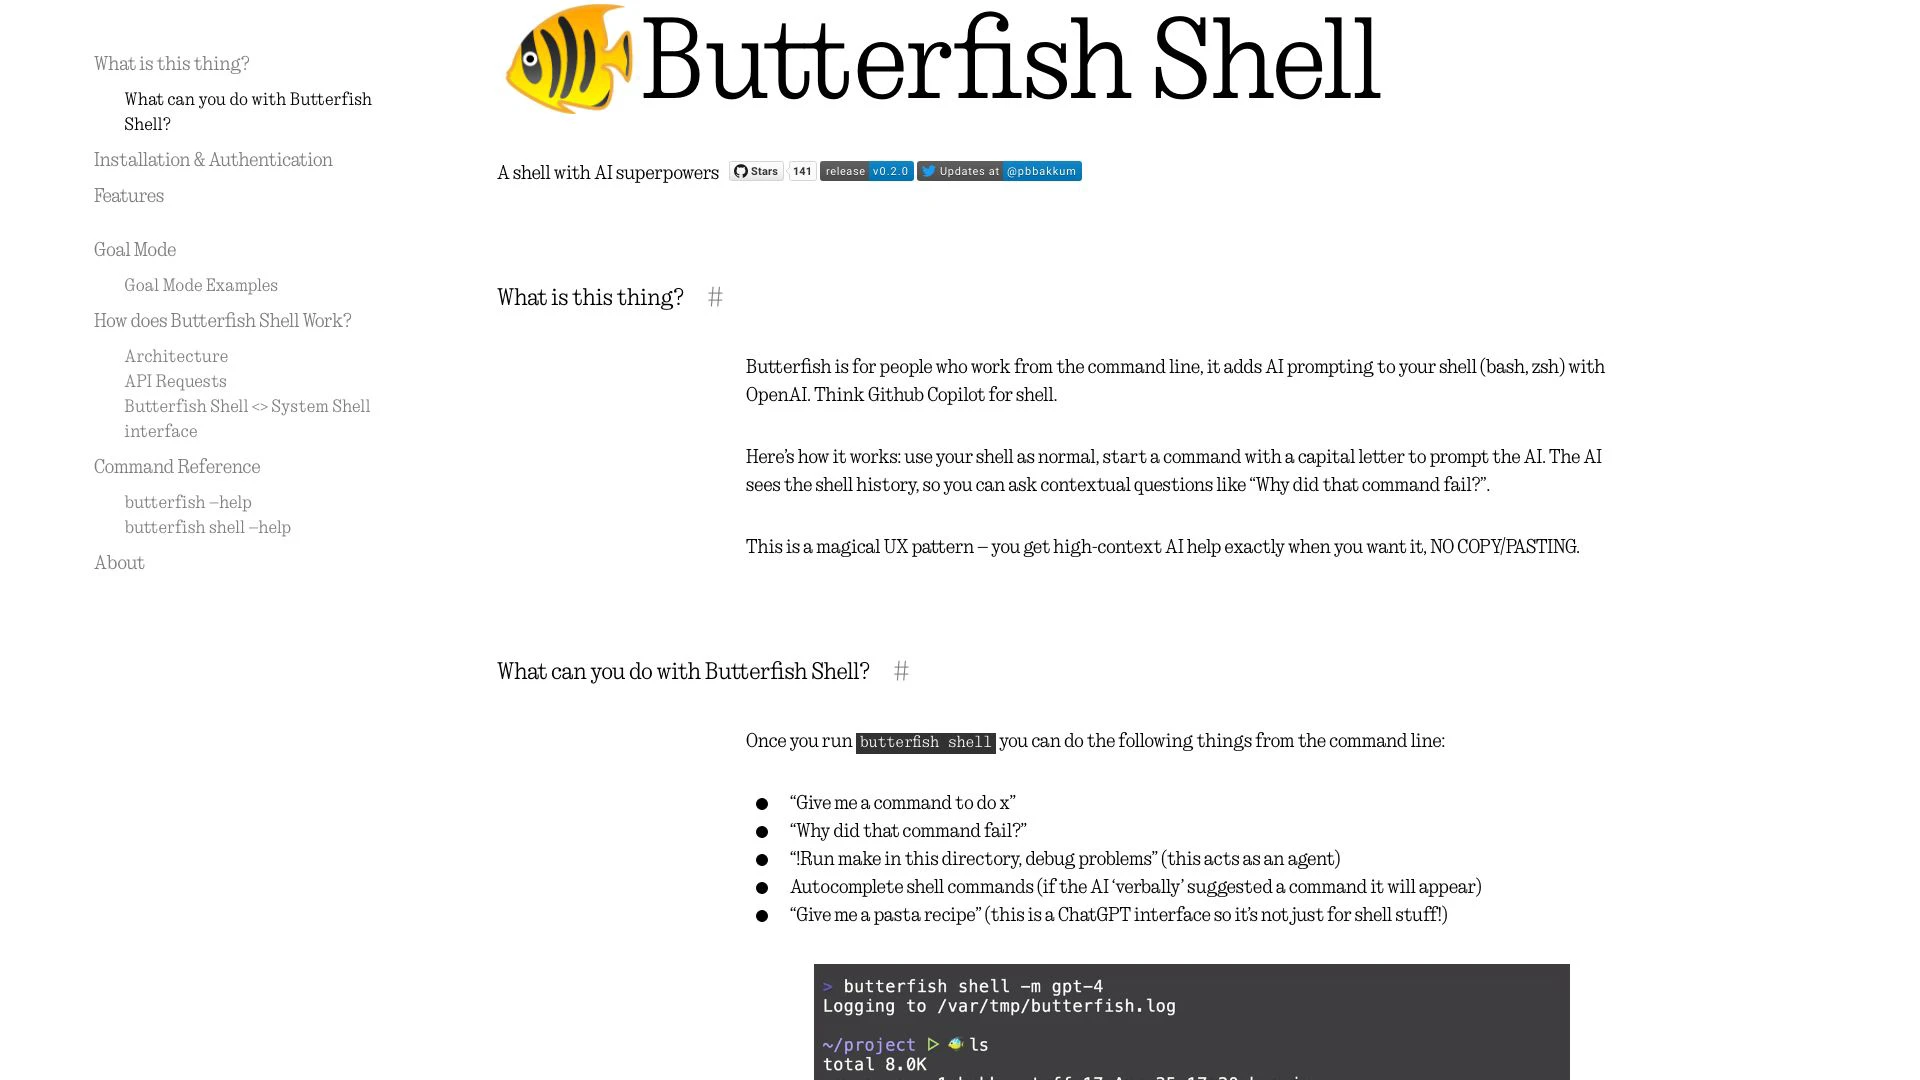 What is this thing?
What can you do with Butterfish
Shell?
Installation & Authentication
Features
Goal Mode
Goal Mode Examples
How does Butterfish Shell Work?
Architecture
API Requests
Butterfish Shell <> System Shell
interface
Command Reference
butterfish –help
butterfish shell –help
About
Butterfish Shell
A shell with AI superpowers Stars 141 release v0.2.0 Updates at @pbbakkum
What is this thing? #
Butterfish is for people who work from the command line, it adds AI prompting to your shell (bash, zsh) with
OpenAI. Think Github Copilot for shell.
Here’s how it works: use your shell as normal, start a command with a capital letter to prompt the AI. The AI
sees the shell history, so you can ask contextual questions like “Why did that command fail?”.
This is a magical UX pattern – you get high-context AI help exactly when you want it, NO COPY/PASTING.
What can you do with Butterfish Shell? #
Once you run butterfish shell you can do the following things from the command line:
“Give me a command to do x”
“Why did that command fail?”
“!Run make in this directory, debug problems” (this acts as an agent)
Autocomplete shell commands (if the AI ‘verbally’ suggested a command it will appear)
“Give me a pasta recipe” (this is a ChatGPT interface so it’s not just for shell stuff!)
> butterfish shell -m gpt-4
Logging to /var/tmp/butterfish.log
~/project ls
total 8.0K